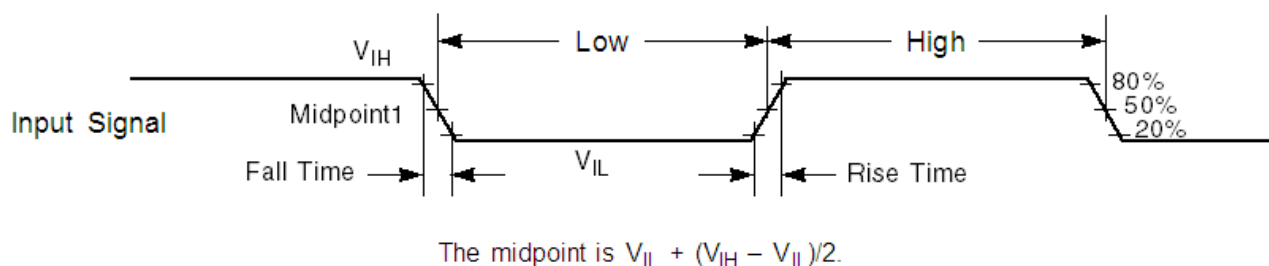 Low
High
VIH
80%
Midpoint1
50%
Input Signal
20%
Fall Time
VIL
Rise Time
The midpoint is VIL + (VIH – VIL)/2.